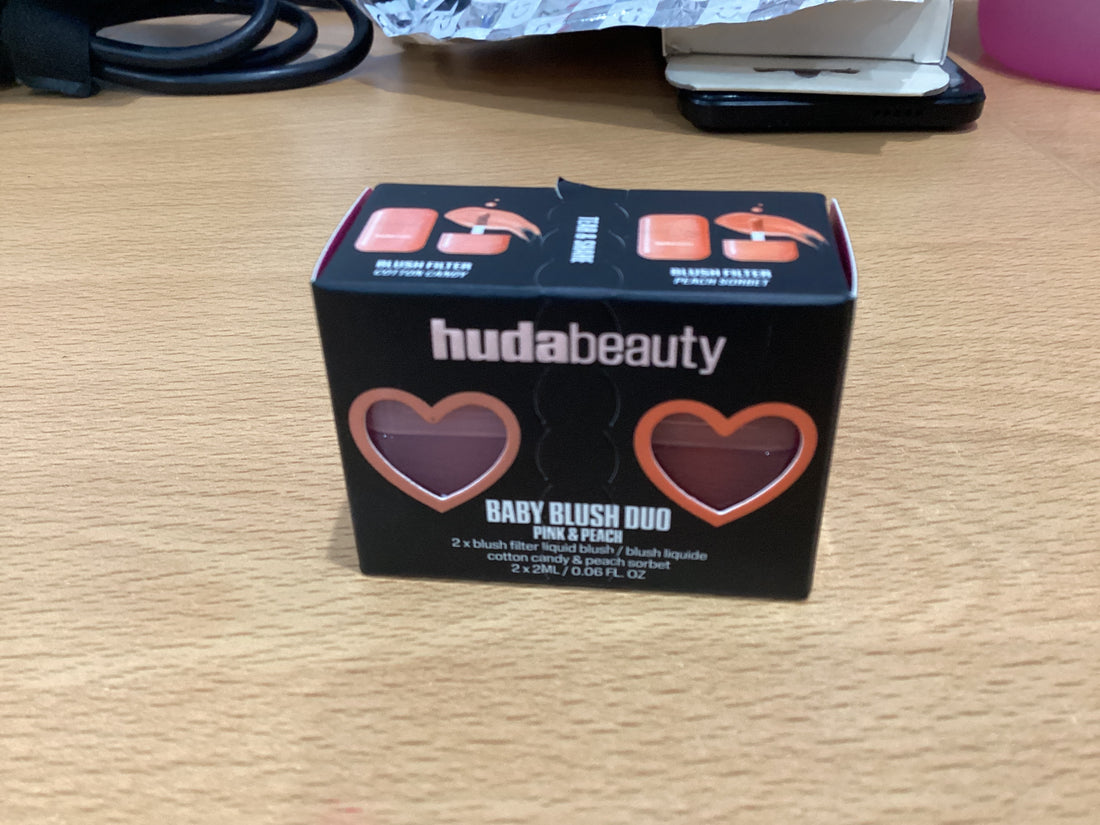 BLUSH FILTER
COTTON CANDY
TEAR & SHARE
BLUSH FILTER
PEACH SORBET
hudabeauty
BABY BLUSH DUO
PINK & PEACH
2 x blush filter liquid blush / blush liquide
cotton candy & peach sorbet
2 x 2ML / 0.06 FL. OZ